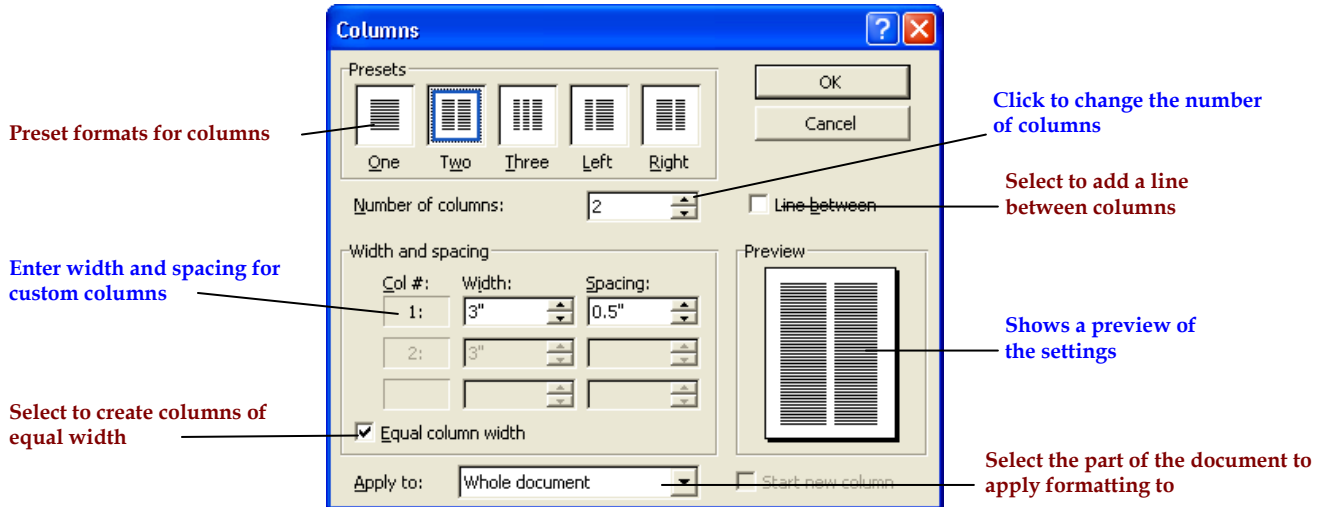 Columns
Presets
OK
Click to change the number
of columns
Preset formats for columns
Cancel
One Two Three Left Right
Select to add a line
between columns
Number of columns: 2
Line between
Width and spacing
Preview
Enter width and spacing for
custom columns
Col #: Width: Spacing:
1: 3" 0.5"
Shows a preview of
the settings
2: 3"
Select to create columns of
equal width
Equal column width
Select the part of the document to
apply formatting to
Apply to: Whole document
Start new column